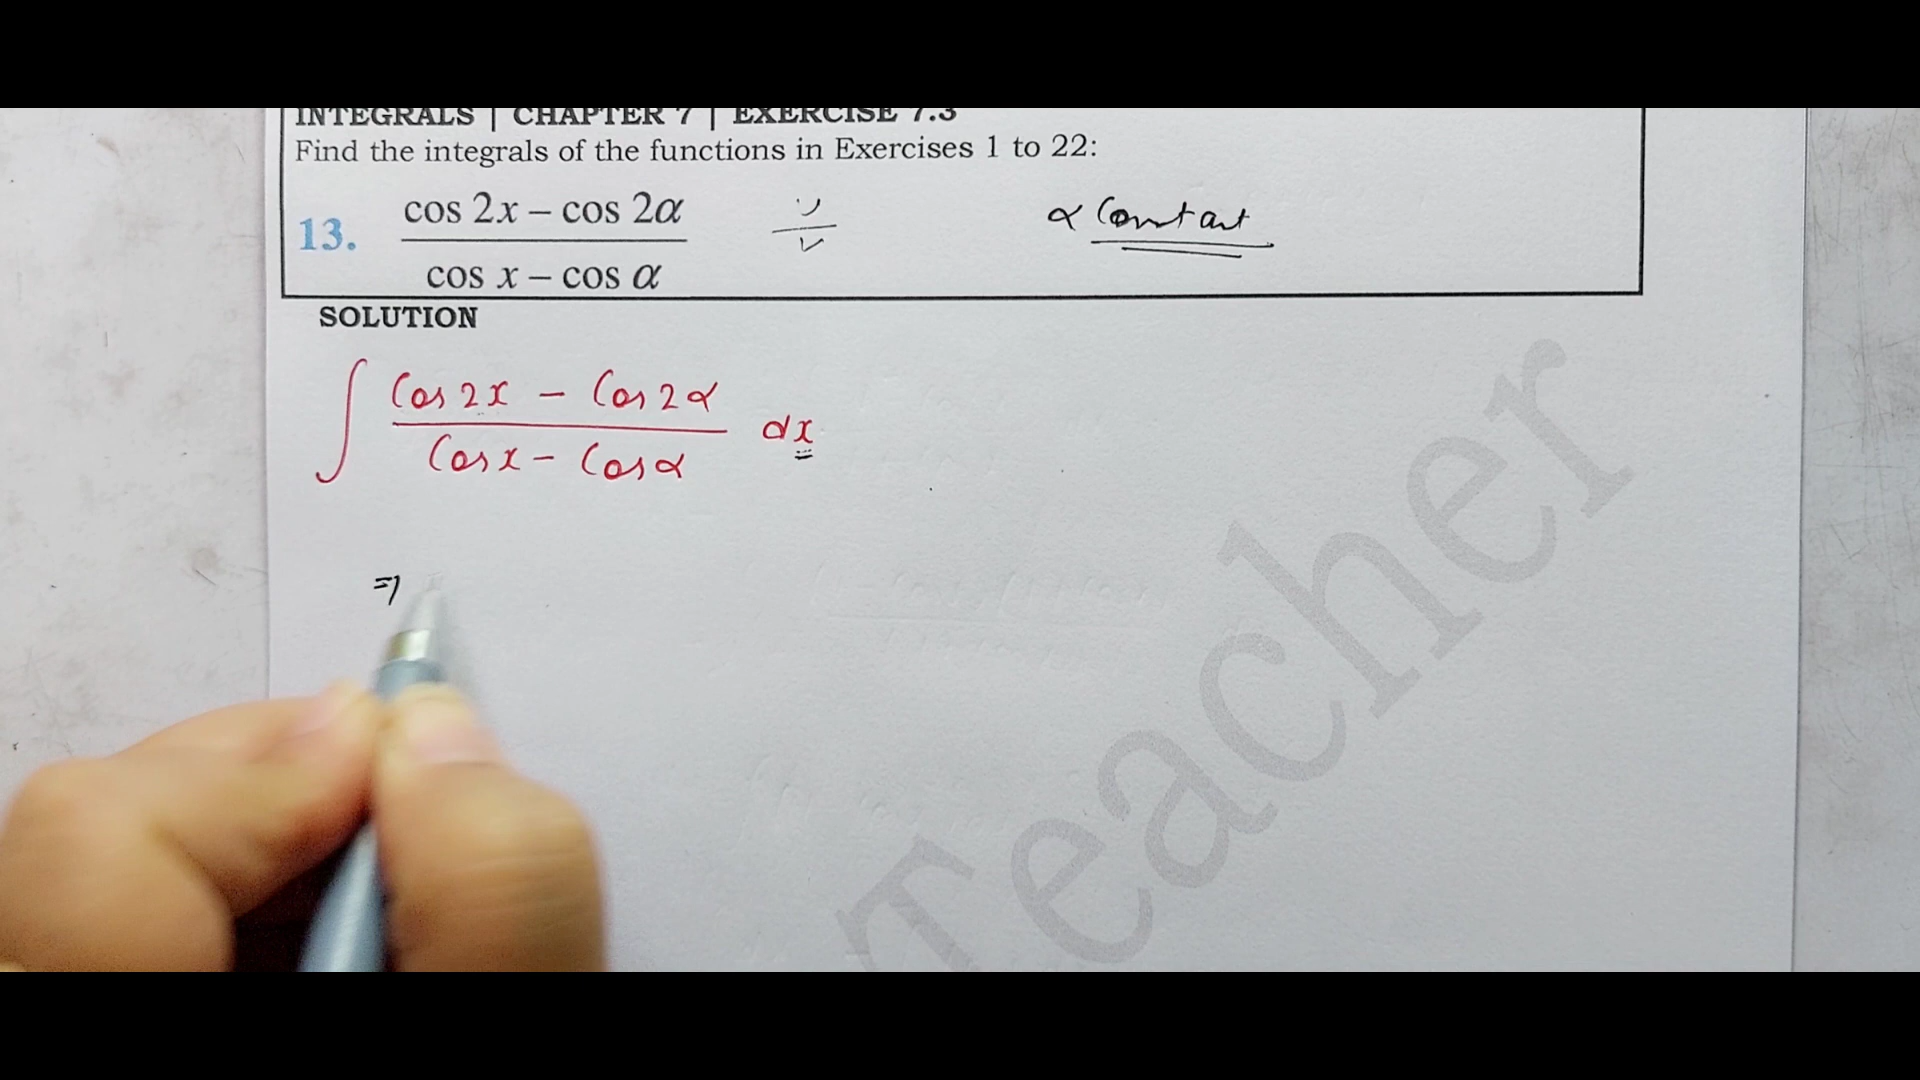 INTEGRALS | CHAPTER 7 | EXERCISE 7.3
Find the integrals of the functions in Exercises 1 to 22:
13. cos 2x – cos 2α
cos x – cos α
u
v
α Constant
SOLUTION
∫ Cos 2x - Cos 2α
Cos x - Cos α
dx
⇒
Teacher